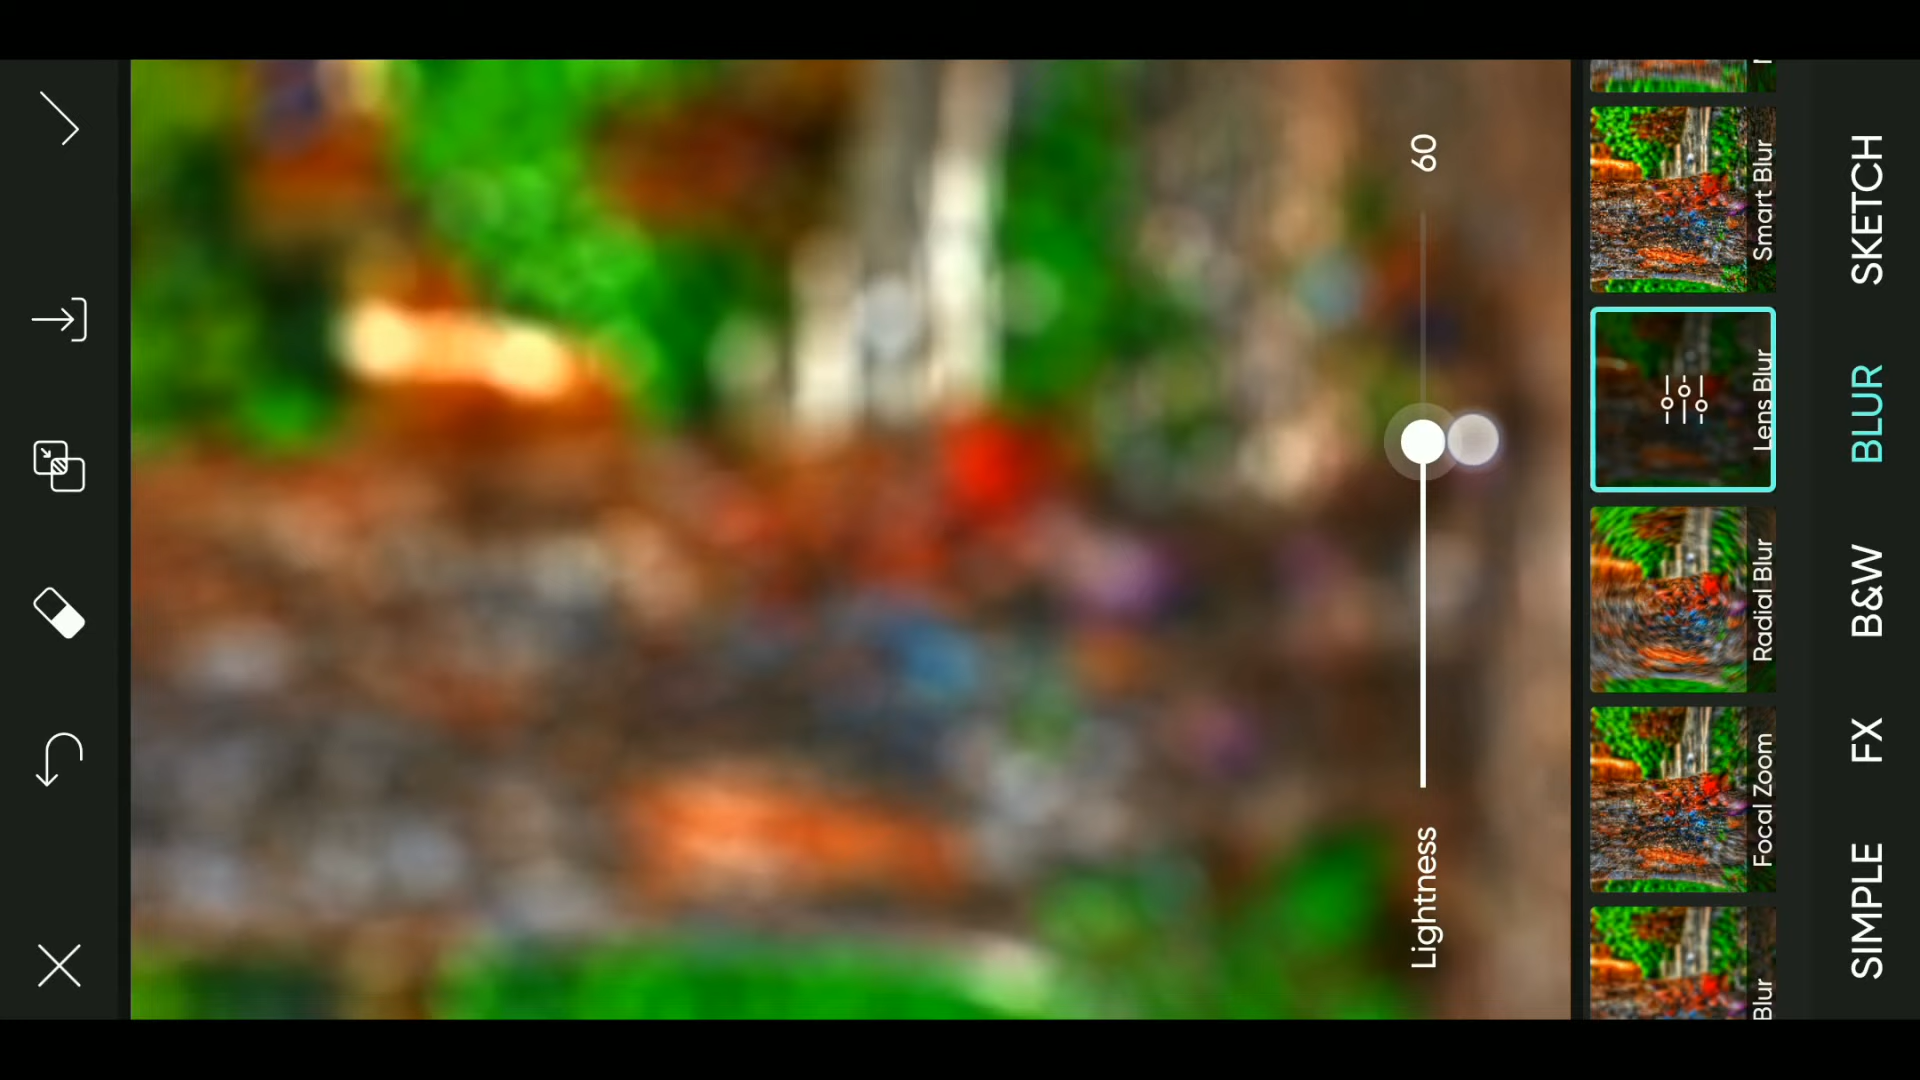 Lightness 60
Blur
Focal Zoom
Radial Blur
Lens Blur
Smart Blur
SIMPLE
FX
B&W
BLUR
SKETCH